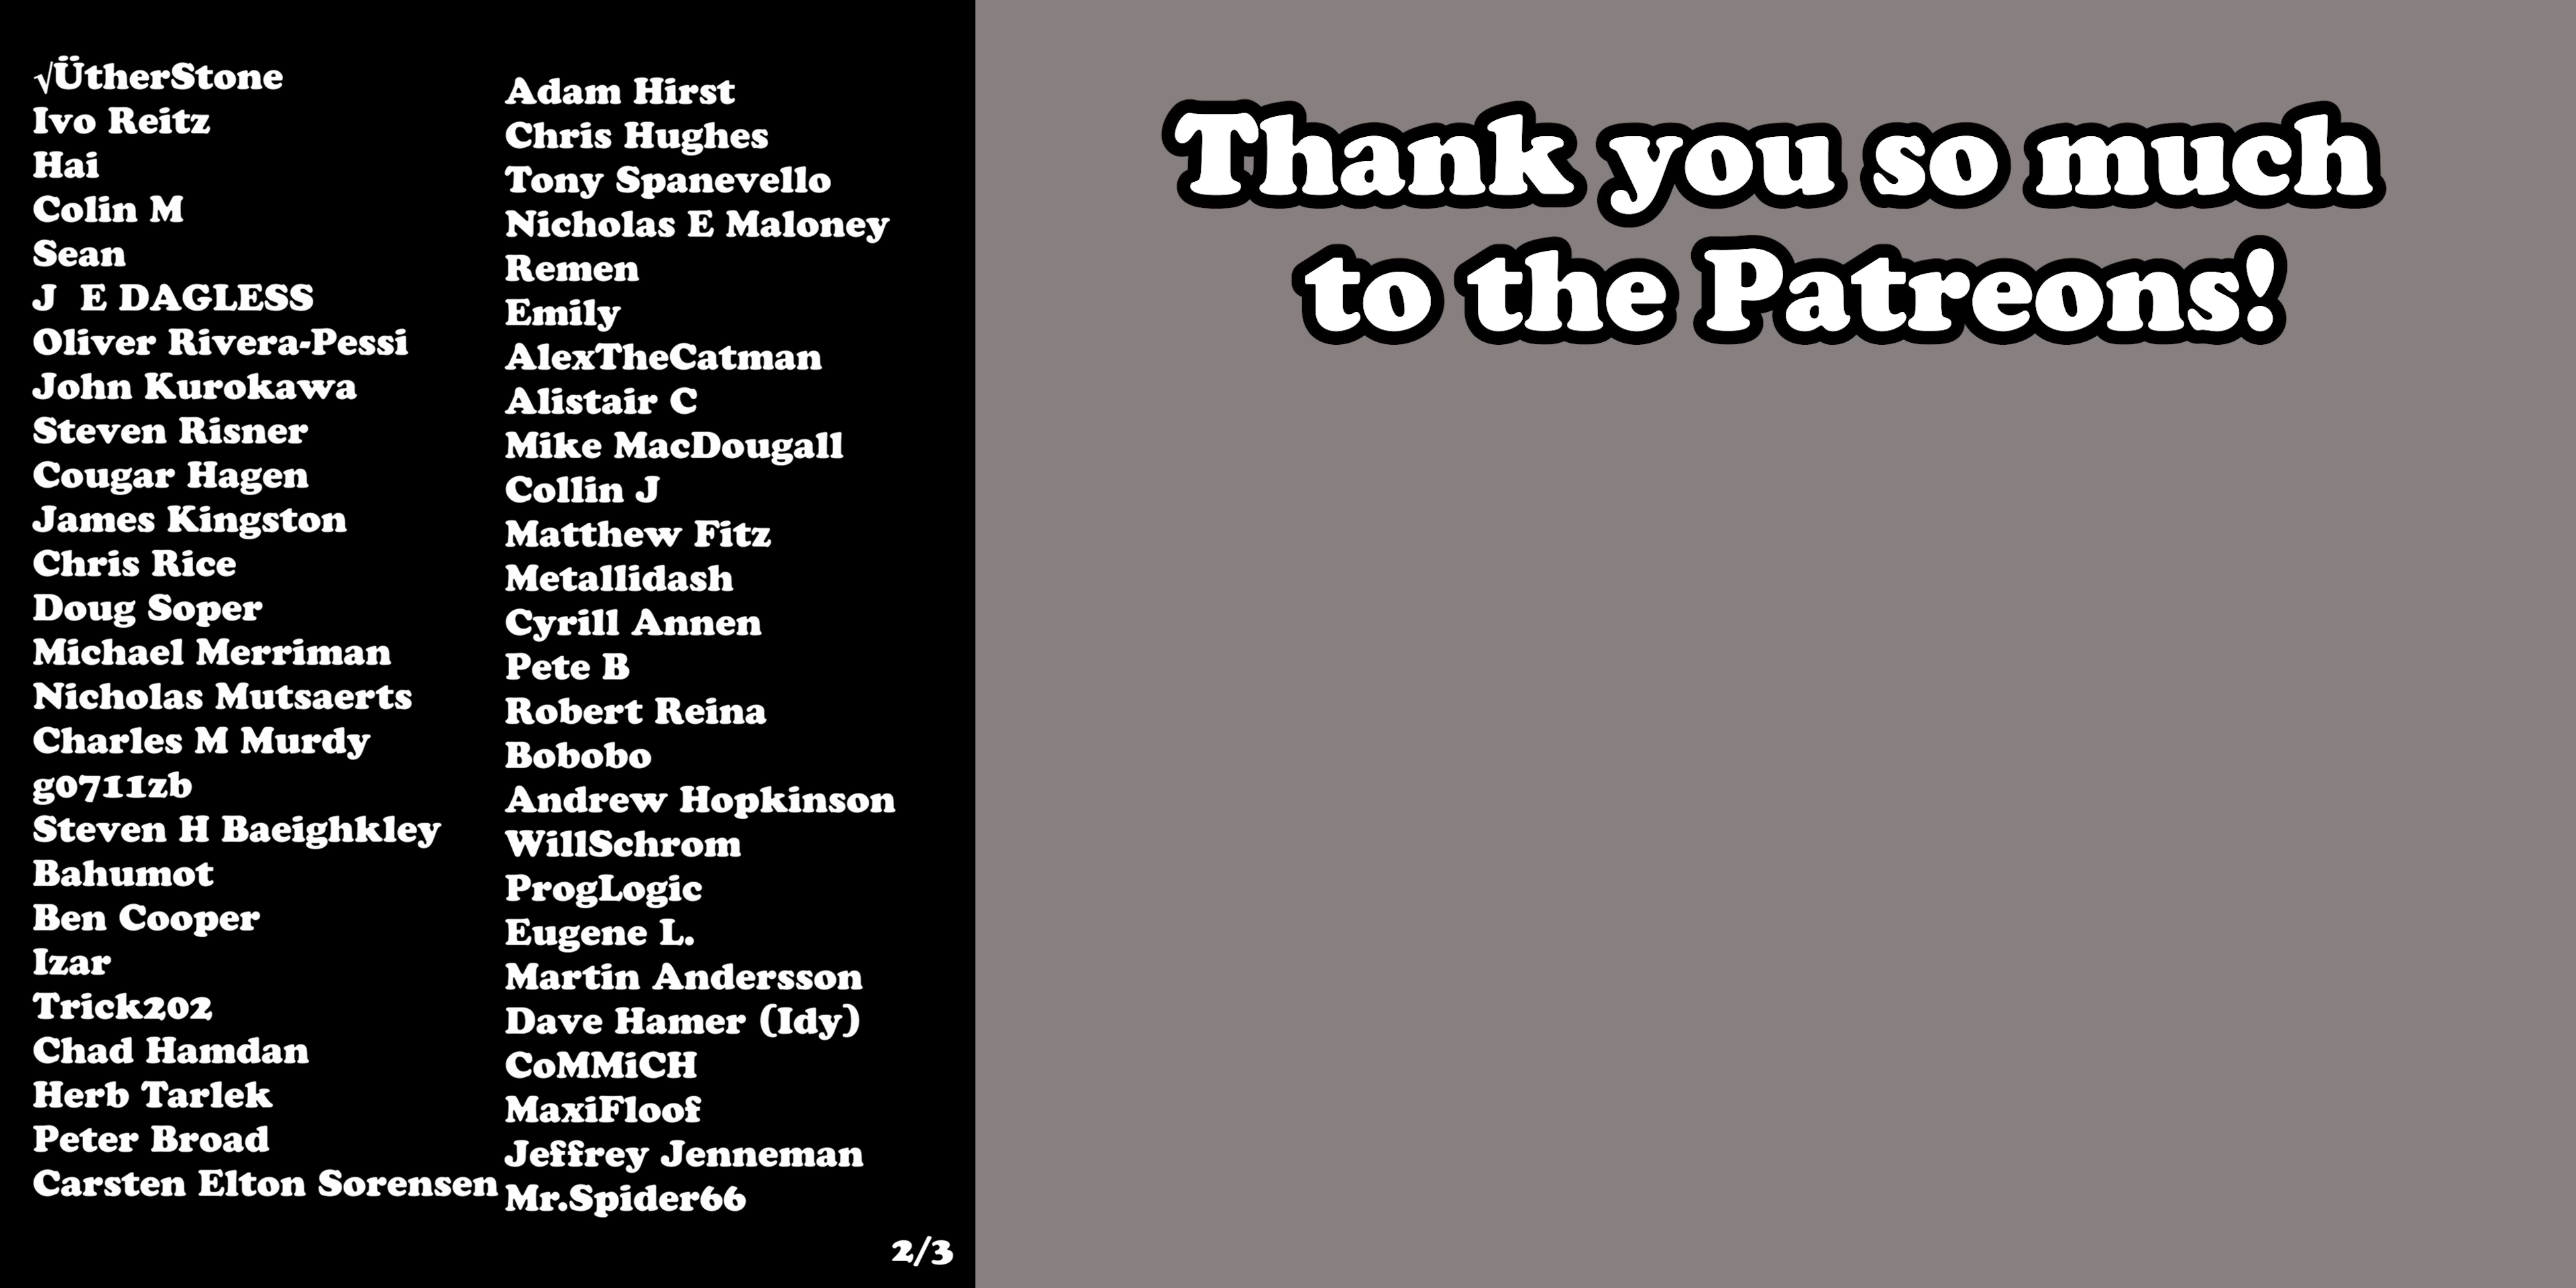 √ÜtherStone
Ivo Reitz
Hai
Colin M
Sean
J  E DAGLESS
Oliver Rivera-Pessi
John Kurokawa
Steven Risner
Cougar Hagen
James Kingston
Chris Rice
Doug Soper
Michael Merriman
Nicholas Mutsaerts
Charles M Murdy
g0711zb
Steven H Baeighkley
Bahumot
Ben Cooper
Izar
Trick202
Chad Hamdan
Herb Tarlek
Peter Broad
Carsten Elton Sorensen
Adam Hirst
Chris Hughes
Tony Spanevello
Nicholas E Maloney
Remen
Emily
AlexTheCatman
Alistair C
Mike MacDougall
Collin J
Matthew Fitz
Metallidash
Cyrill Annen
Pete B
Robert Reina
Bobobo
Andrew Hopkinson
WillSchrom
ProgLogic
Eugene L.
Martin Andersson
Dave Hamer (Idy)
CoMMiCH
MaxiFloof
Jeffrey Jenneman
Mr.Spider66
2/3
Thank you so much
to the Patreons!